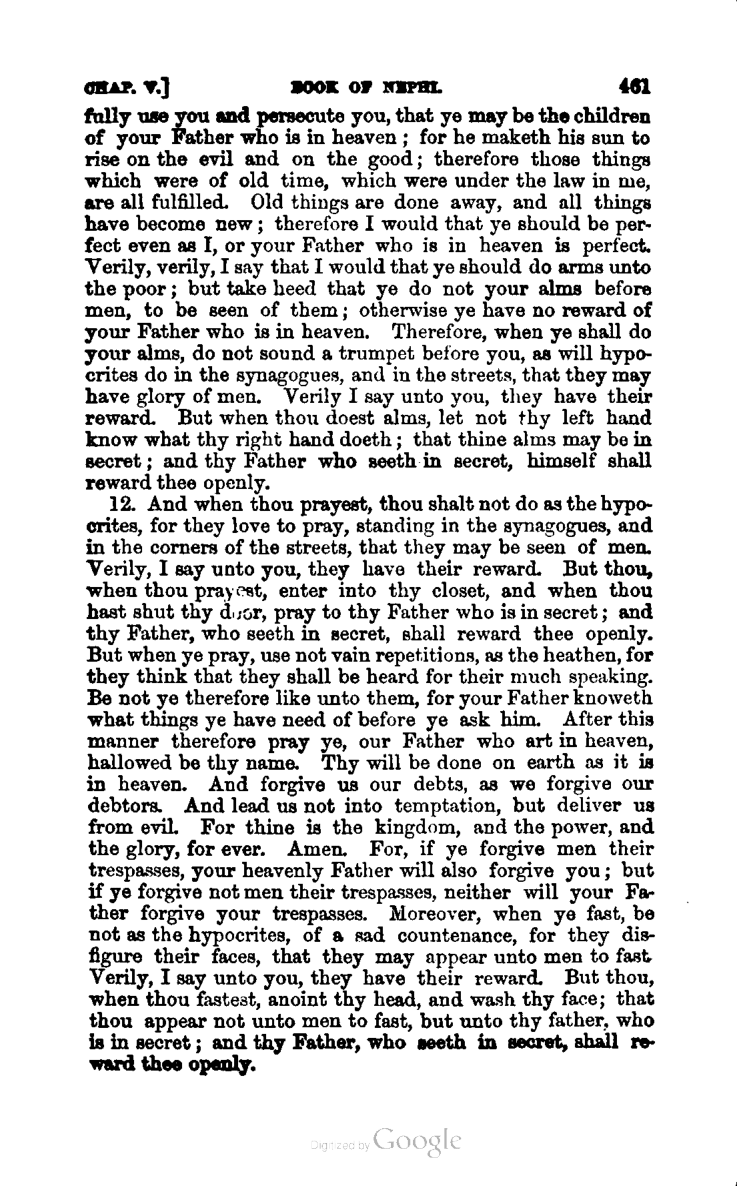 CHAP. V.] BOOK OF NEPHI. 461
fully use you and persecute you, that ye may be the children
of your Father who is in heaven; for he maketh his sun to
rise on the evil and on the good; therefore those things
which were of old time, which were under the law in me,
are all fulfilled. Old things are done away, and all things
have become new; therefore I would that ye should be per-
fect even as I, or your Father who is in heaven is perfect.
Verily, verily, I say that I would that ye should do arms unto
the poor; but take heed that ye do not your alms before
men, to be seen of them; otherwise ye have no reward of
your Father who is in heaven. Therefore, when ye shall do
your alms, do not sound a trumpet before you, as will hypo-
crites do in the synagogues, and in the streets, that they may
have glory of men. Verily I say unto you, they have their
reward. But when thou doest alms, let not thy left hand
know what thy right hand doeth; that thine alms may be in
secret; and thy Father who seeth in secret, himself shall
reward thee openly.
12. And when thou prayest, thou shalt not do as the hypo-
crites, for they love to pray, standing in the synagogues, and
in the corners of the streets, that they may be seen of men.
Verily, I say unto you, they have their reward. But thou,
when thou prayest, enter into thy closet, and when thou
hast shut thy door, pray to thy Father who is in secret; and
thy Father, who seeth in secret, shall reward thee openly.
But when ye pray, use not vain repetitions, as the heathen, for
they think that they shall be heard for their much speaking.
Be not ye therefore like unto them, for your Father knoweth
what things ye have need of before ye ask him. After this
manner therefore pray ye, our Father who art in heaven,
hallowed be thy name. Thy will be done on earth as it is
in heaven. And forgive us our debts, as we forgive our
debtors. And lead us not into temptation, but deliver us
from evil. For thine is the kingdom, and the power, and
the glory, for ever. Amen. For, if ye forgive men their
trespasses, your heavenly Father will also forgive you; but
if ye forgive not men their trespasses, neither will your Fa-
ther forgive your trespasses. Moreover, when ye fast, be
not as the hypocrites, of a sad countenance, for they dis-
figure their faces, that they may appear unto men to fast.
Verily, I say unto you, they have their reward. But thou,
when thou fastest, anoint thy head, and wash thy face; that
thou appear not unto men to fast, but unto thy father, who
is in secret; and thy Father, who seeth in secret, shall re-
ward thee openly.
Digitized by Google